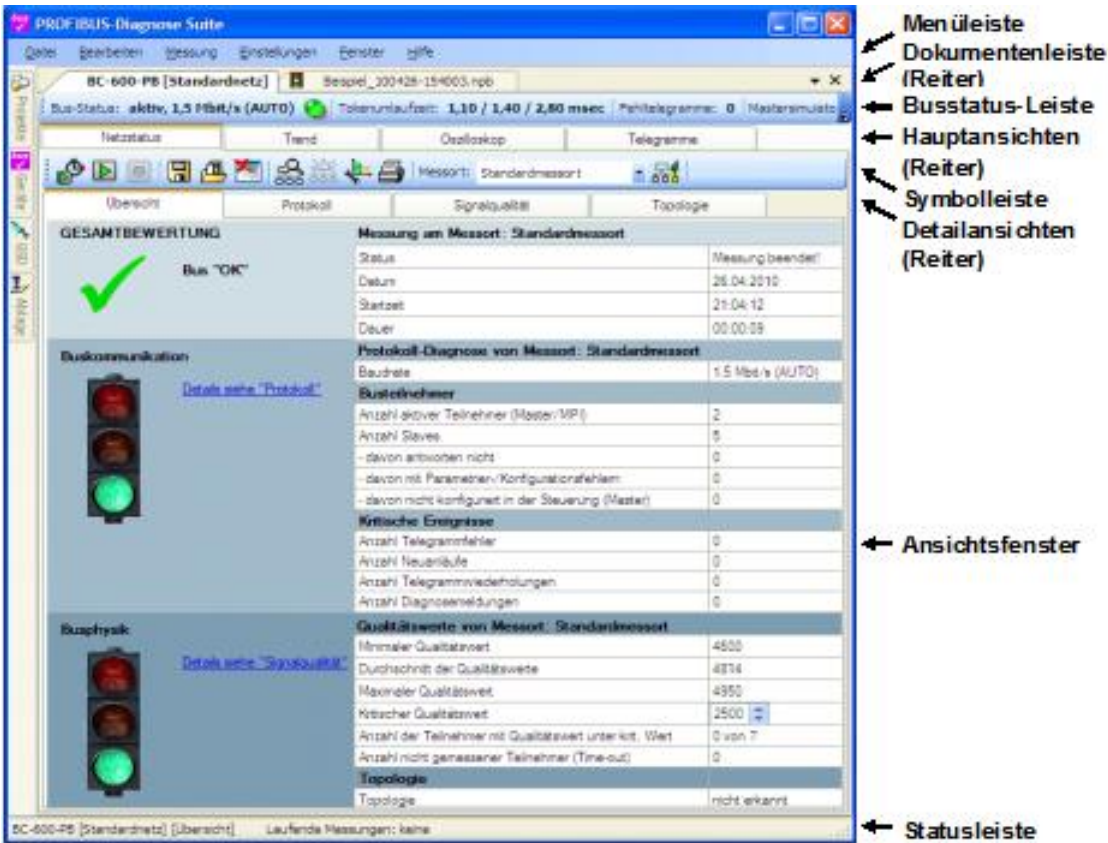 PROFIBUS-Diagnose Suite
Datei Bearbeiten Messung Einstellungen Fenster Hilfe
BC-600-PB [Standardnetz] Beispiel_100426-154003.npb
Bus-Status: aktiv, 1,5 Mbit/s (AUTO) Tokenumlaufzeit: 1,10 / 1,40 / 2,80 msec Fehltelegramme: 0 Mastersimulato
Netzstatus Trend Oszilloskop Telegramme
Messort: Standardmessort
Übersicht Protokoll Signalqualität Topologie
Projekte
Geräte
GSD
Ablage
GESAMTBEWERTUNG
Bus "OK"
Messung am Messort: Standardmessort
Status Messung beendet!
Datum 26.04.2010
Startzeit 21:04:12
Dauer 00:00:09
Buskommunikation
Details siehe "Protokoll"
Protokoll-Diagnose von Messort: Standardmessort
Baudrate 1.5 Mbit/s (AUTO)
Busteilnehmer
Anzahl aktiver Teilnehmer (Master/MPI) 2
Anzahl Slaves 5
- davon antworten nicht 0
- davon mit Parametrier-/Konfigurationsfehlern 0
- davon nicht konfiguriert in der Steuerung (Master) 0
Kritische Ereignisse
Anzahl Telegrammfehler 0
Anzahl Neuanläufe 0
Anzahl Telegrammwiederholungen 0
Anzahl Diagnosemeldungen 0
Busphysik
Details siehe "Signalqualität"
Qualitätswerte von Messort: Standardmessort
Minimaler Qualitätswert 4600
Durchschnitt der Qualitätswerte 4814
Maximaler Qualitätswert 4950
Kritischer Qualitätswert 2500
Anzahl der Teilnehmer mit Qualitätswert unter krit. Wert 0 von 7
Anzahl nicht gemessener Teilnehmer (Time-out) 0
Topologie
Topologie nicht erkannt
BC-600-PB [Standardnetz] [Übersicht] Laufende Messungen: keine
Menüleiste
Dokumentenleiste
(Reiter)
Busstatus-Leiste
Hauptansichten
(Reiter)
Symbolleiste
Detailansichten
(Reiter)
Ansichtsfenster
Statusleiste